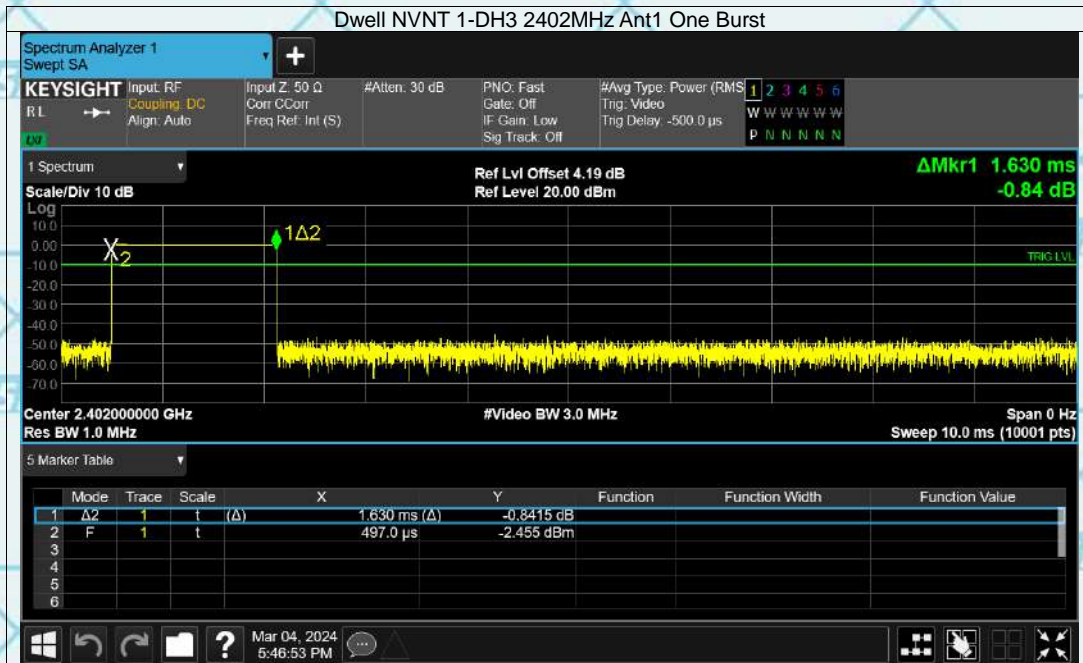 Dwell NVNT 1-DH3 2402MHz Ant1 One Burst
Spectrum Analyzer 1
Swept SA
+
KEYSIGHT Input: RF Input Z: 50 Ω #Atten: 30 dB PNO: Fast #Avg Type: Power (RMS 1 2 3 4 5 6
R L Coupling: DC Corr CCorr Gate: Off Trig: Video W W W W W W
Align: Auto Freq Ref: Int (S) IF Gain: Low Trig Delay: -500.0 µs
LXI Sig Track: Off P N N N N N
1 Spectrum Ref Lvl Offset 4.19 dB ΔMkr1 1.630 ms
Scale/Div 10 dB Ref Level 20.00 dBm -0.84 dB
Log
10.0
1Δ2
0.00
X2
-10.0 TRIG LVL
-20.0
-30.0
-40.0
-50.0
-60.0
-70.0
Center 2.402000000 GHz #Video BW 3.0 MHz Span 0 Hz
Res BW 1.0 MHz Sweep 10.0 ms (10001 pts)
5 Marker Table
Mode Trace Scale X Y Function Function Width Function Value
1 Δ2 1 t (Δ) 1.630 ms (Δ) -0.8415 dB
2 F 1 t 497.0 µs -2.455 dBm
3
4
5
6
? Mar 04, 2024
5:46:53 PM